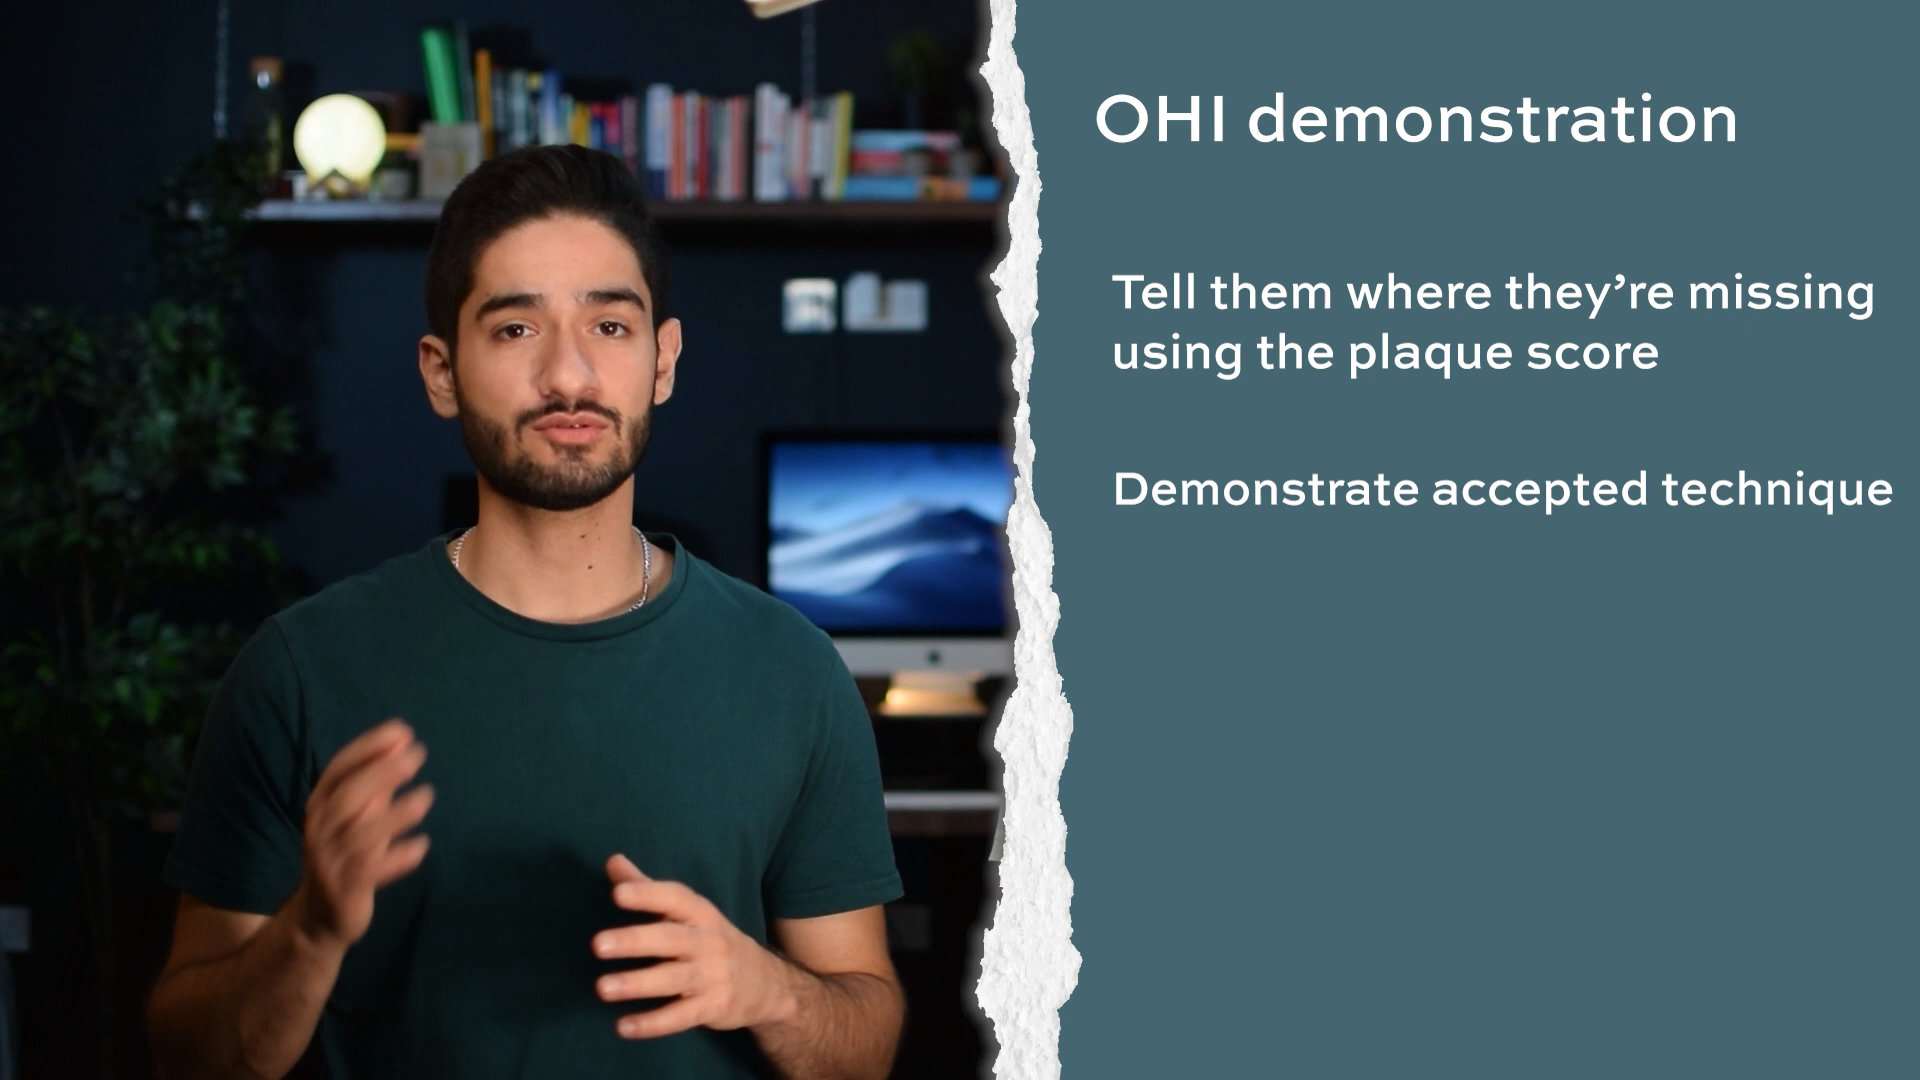 OHI demonstration
Tell them where they’re missing
using the plaque score
Demonstrate accepted technique